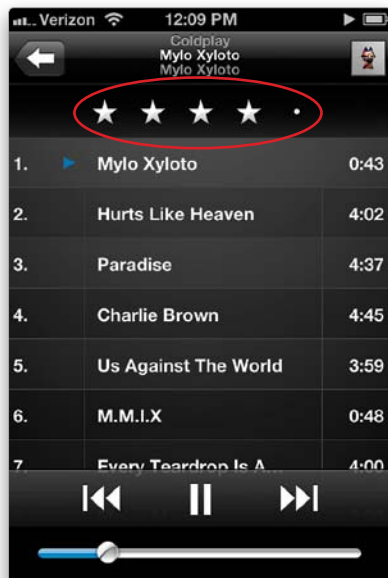 Verizon 12:09 PM
Coldplay
Mylo Xyloto
Mylo Xyloto
1. Mylo Xyloto 0:43
2. Hurts Like Heaven 4:02
3. Paradise 4:37
4. Charlie Brown 4:45
5. Us Against The World 3:59
6. M.M.I.X 0:48
7. Every Teardrop Is A... 4:00